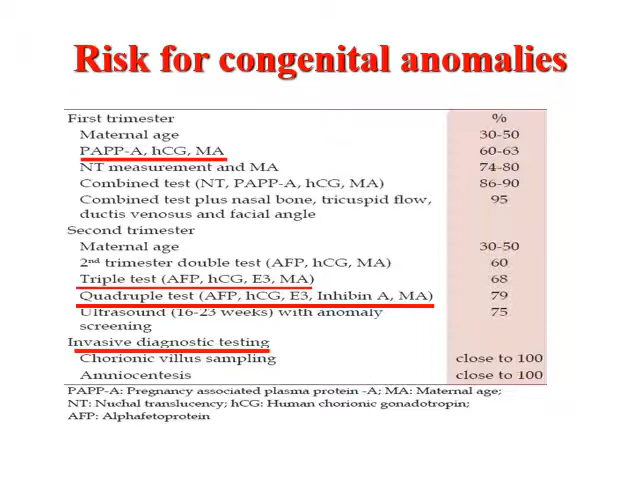 Risk for congenital anomalies
First trimester %
Maternal age 30-50
PAPP-A, hCG, MA 60-63
NT measurement and MA 74-80
Combined test (NT, PAPP-A, hCG, MA) 86-90
Combined test plus nasal bone, tricuspid flow, 95
ductis venosus and facial angle
Second trimester
Maternal age 30-50
2nd trimester double test (AFP, hCG, MA) 60
Triple test (AFP, hCG, E3, MA) 68
Quadruple test (AFP, hCG, E3, Inhibin A, MA) 79
Ultrasound (16-23 weeks) with anomaly 75
screening
Invasive diagnostic testing
Chorionic villus sampling close to 100
Amniocentesis close to 100
PAPP-A: Pregnancy associated plasma protein -A; MA: Maternal age;
NT: Nuchal translucency; hCG: Human chorionic gonadotropin;
AFP: Alphafetoprotein